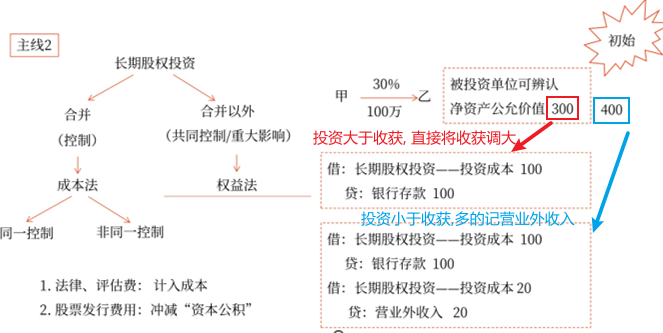 主线2
长期股权投资
合并
（控制）
合并以外
（共同控制/重大影响）
成本法
权益法
同一控制
非同一控制
1. 法律、评估费： 计入成本
2. 股票发行费用：冲减“资本公积”
初始
甲
30%
100万
乙
被投资单位可辨认
净资产公允价值 300
400
投资大于收获, 直接将收获调大
借：长期股权投资——投资成本 100
贷：银行存款 100
投资小于收获,多的记营业外收入
借：长期股权投资——投资成本 100
贷：银行存款 100
借：长期股权投资——投资成本20
贷：营业外收入 20